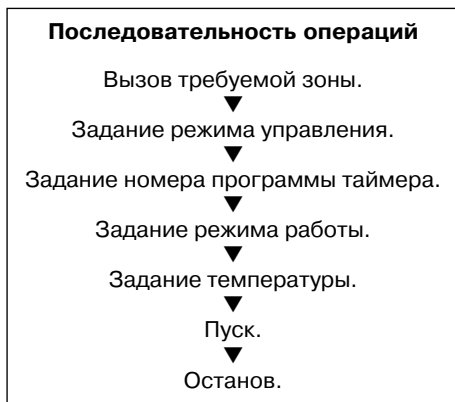 Последовательность операций
Вызов требуемой зоны.
Задание режима управления.
Задание номера программы таймера.
Задание режима работы.
Задание температуры.
Пуск.
Останов.